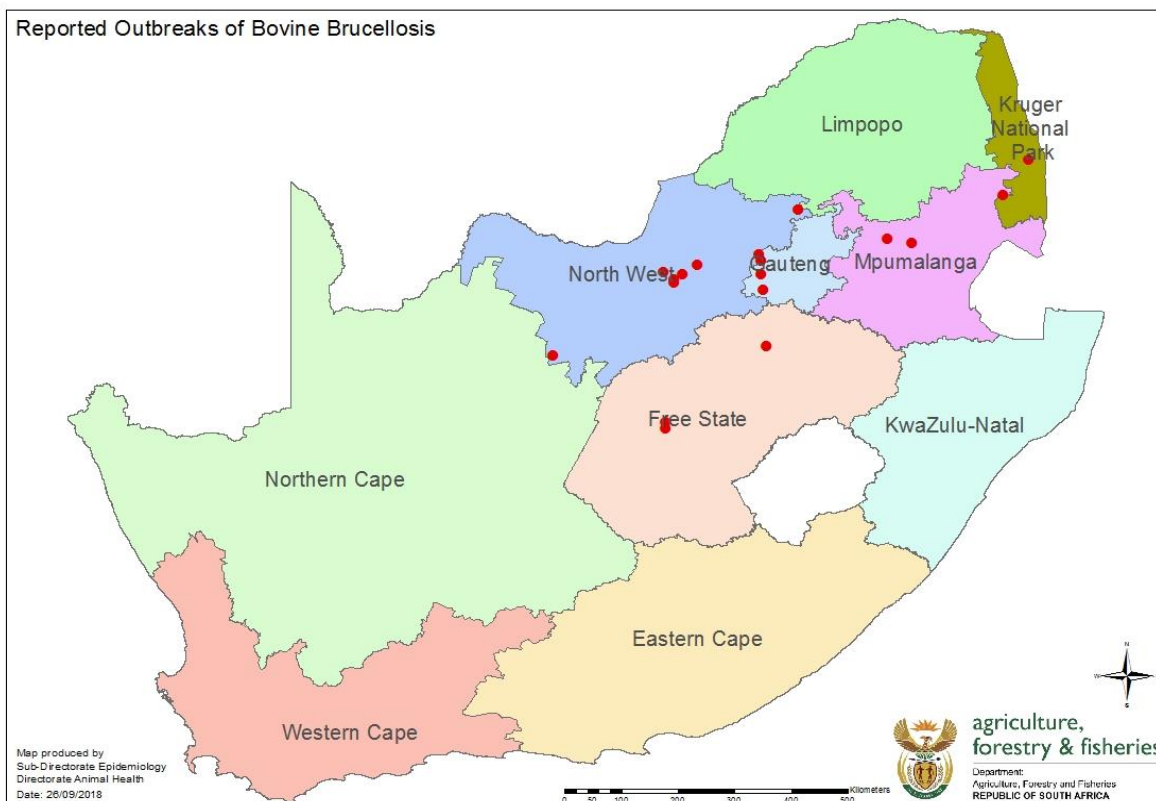 Reported Outbreaks of Bovine Brucellosis
Limpopo
Kruger
National
Park
North West
Gauteng
Mpumalanga
Free State
KwaZulu-Natal
Northern Cape
Eastern Cape
Western Cape
N
W
S
Map produced by
Sub-Directorate Epidemiology
Directorate Animal Health
Date: 26/09/2018
Kilometers
0 50 100 200 300 400 500
agriculture,
forestry & fisheries
Department:
Agriculture, Forestry and Fisheries
REPUBLIC OF SOUTH AFRICA